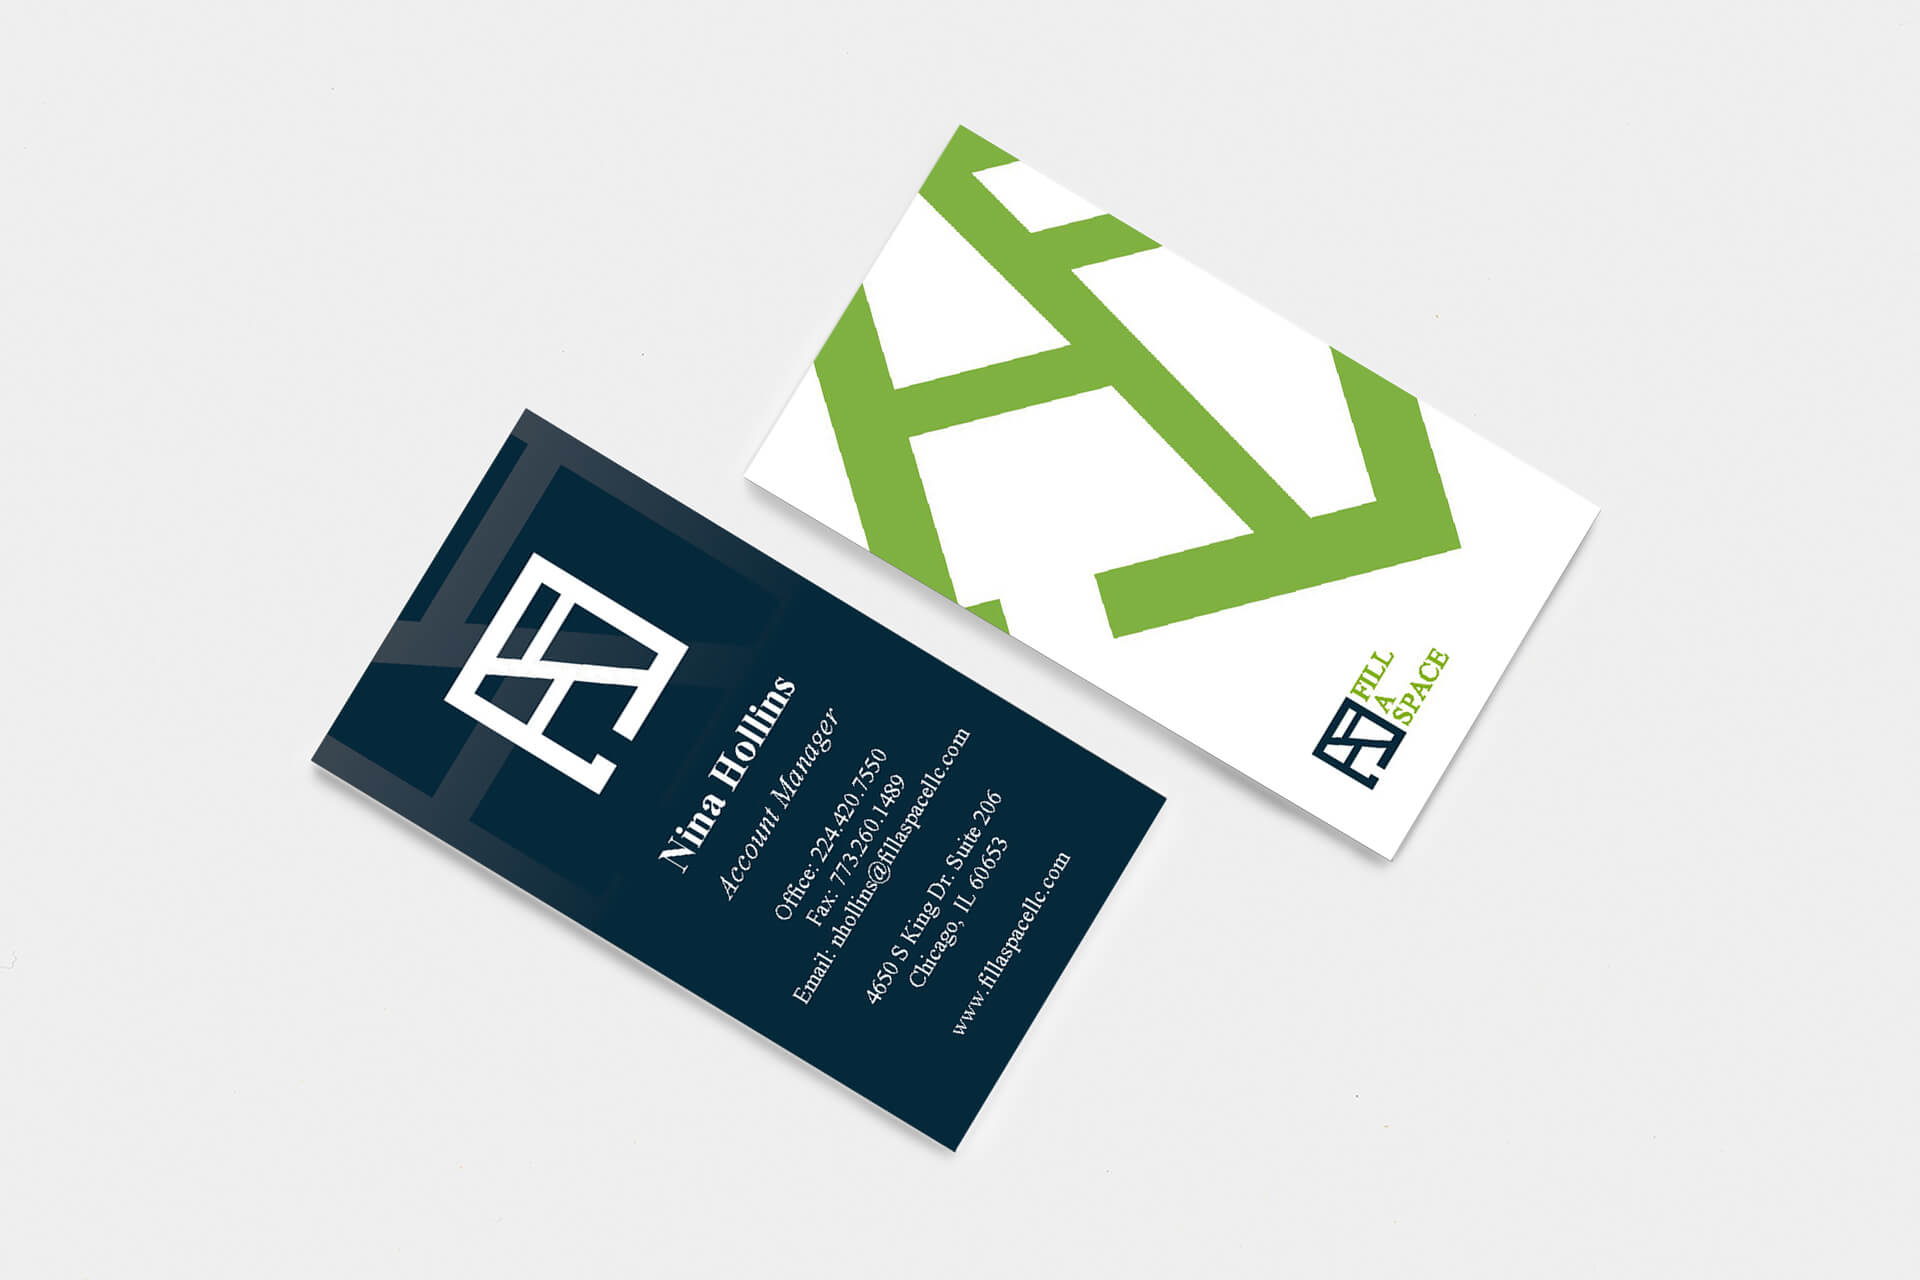 Nina Hollins
Account Manager
Office: 224.420.7550
Fax: 773.260.1489
Email: nhollins@fillaspacellc.com
4650 S King Dr. Suite 206
Chicago, IL 60653
www.fillaspacellc.com
FILL
A
SPACE